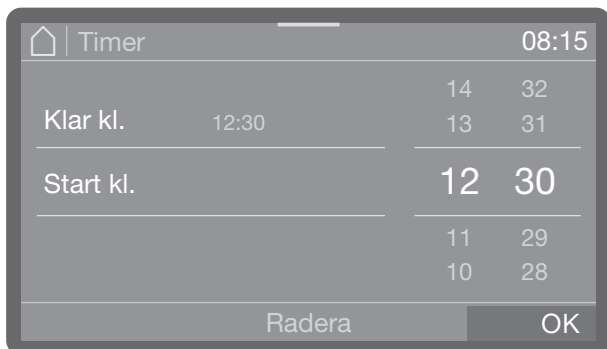 Timer 08:15
14 32
Klar kl. 12:30 13 31
Start kl. 12 30
11 29
10 28
Radera OK